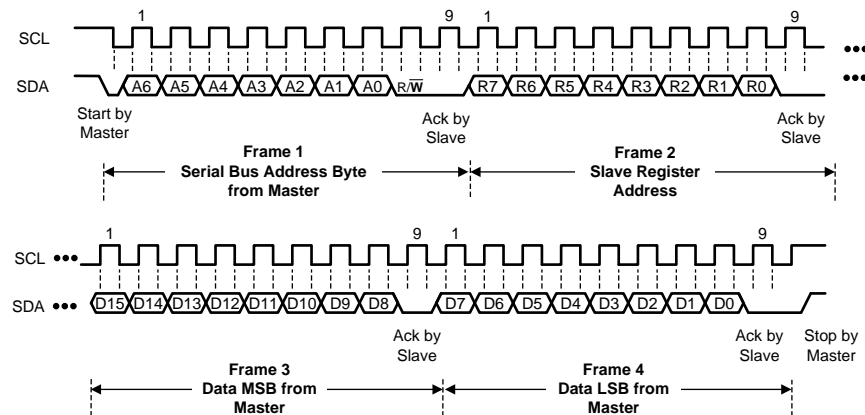 1 9 1 9
SCL
SDA A6 A5 A4 A3 A2 A1 A0 R/W̅ R7 R6 R5 R4 R3 R2 R1 R0
Start by
Master
Ack by
Slave
Ack by
Slave
Frame 1
Serial Bus Address Byte
from Master
Frame 2
Slave Register
Address
1 9 1 9
SCL
SDA D15 D14 D13 D12 D11 D10 D9 D8 D7 D6 D5 D4 D3 D2 D1 D0
Ack by
Slave
Ack by
Slave
Stop by
Master
Frame 3
Data MSB from
Master
Frame 4
Data LSB from
Master